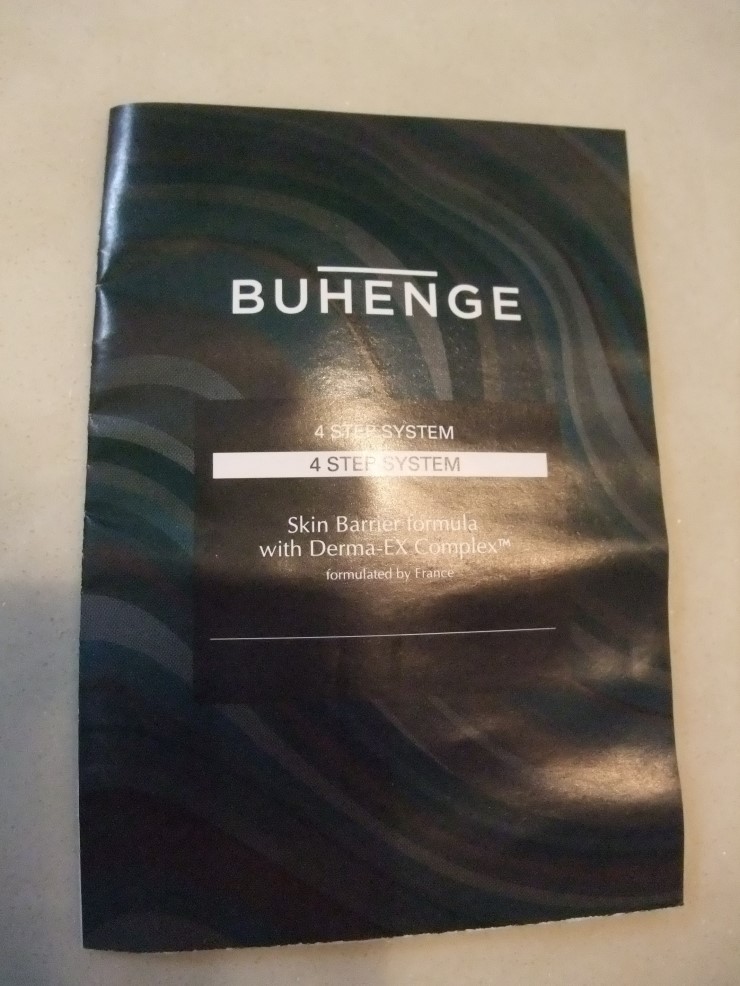 BUHENGE
4 STEP SYSTEM
4 STEP SYSTEM
Skin Barrier formula
with Derma-EX Complex™
formulated by France